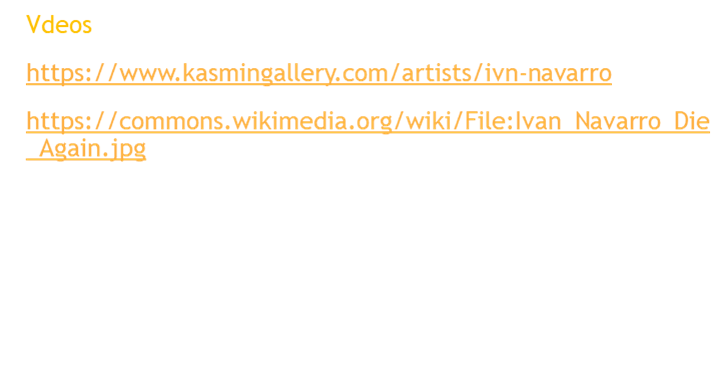 Vdeos
https://www.kasmingallery.com/artists/ivn-navarro
https://commons.wikimedia.org/wiki/File:Ivan_Navarro_Die
_Again.jpg